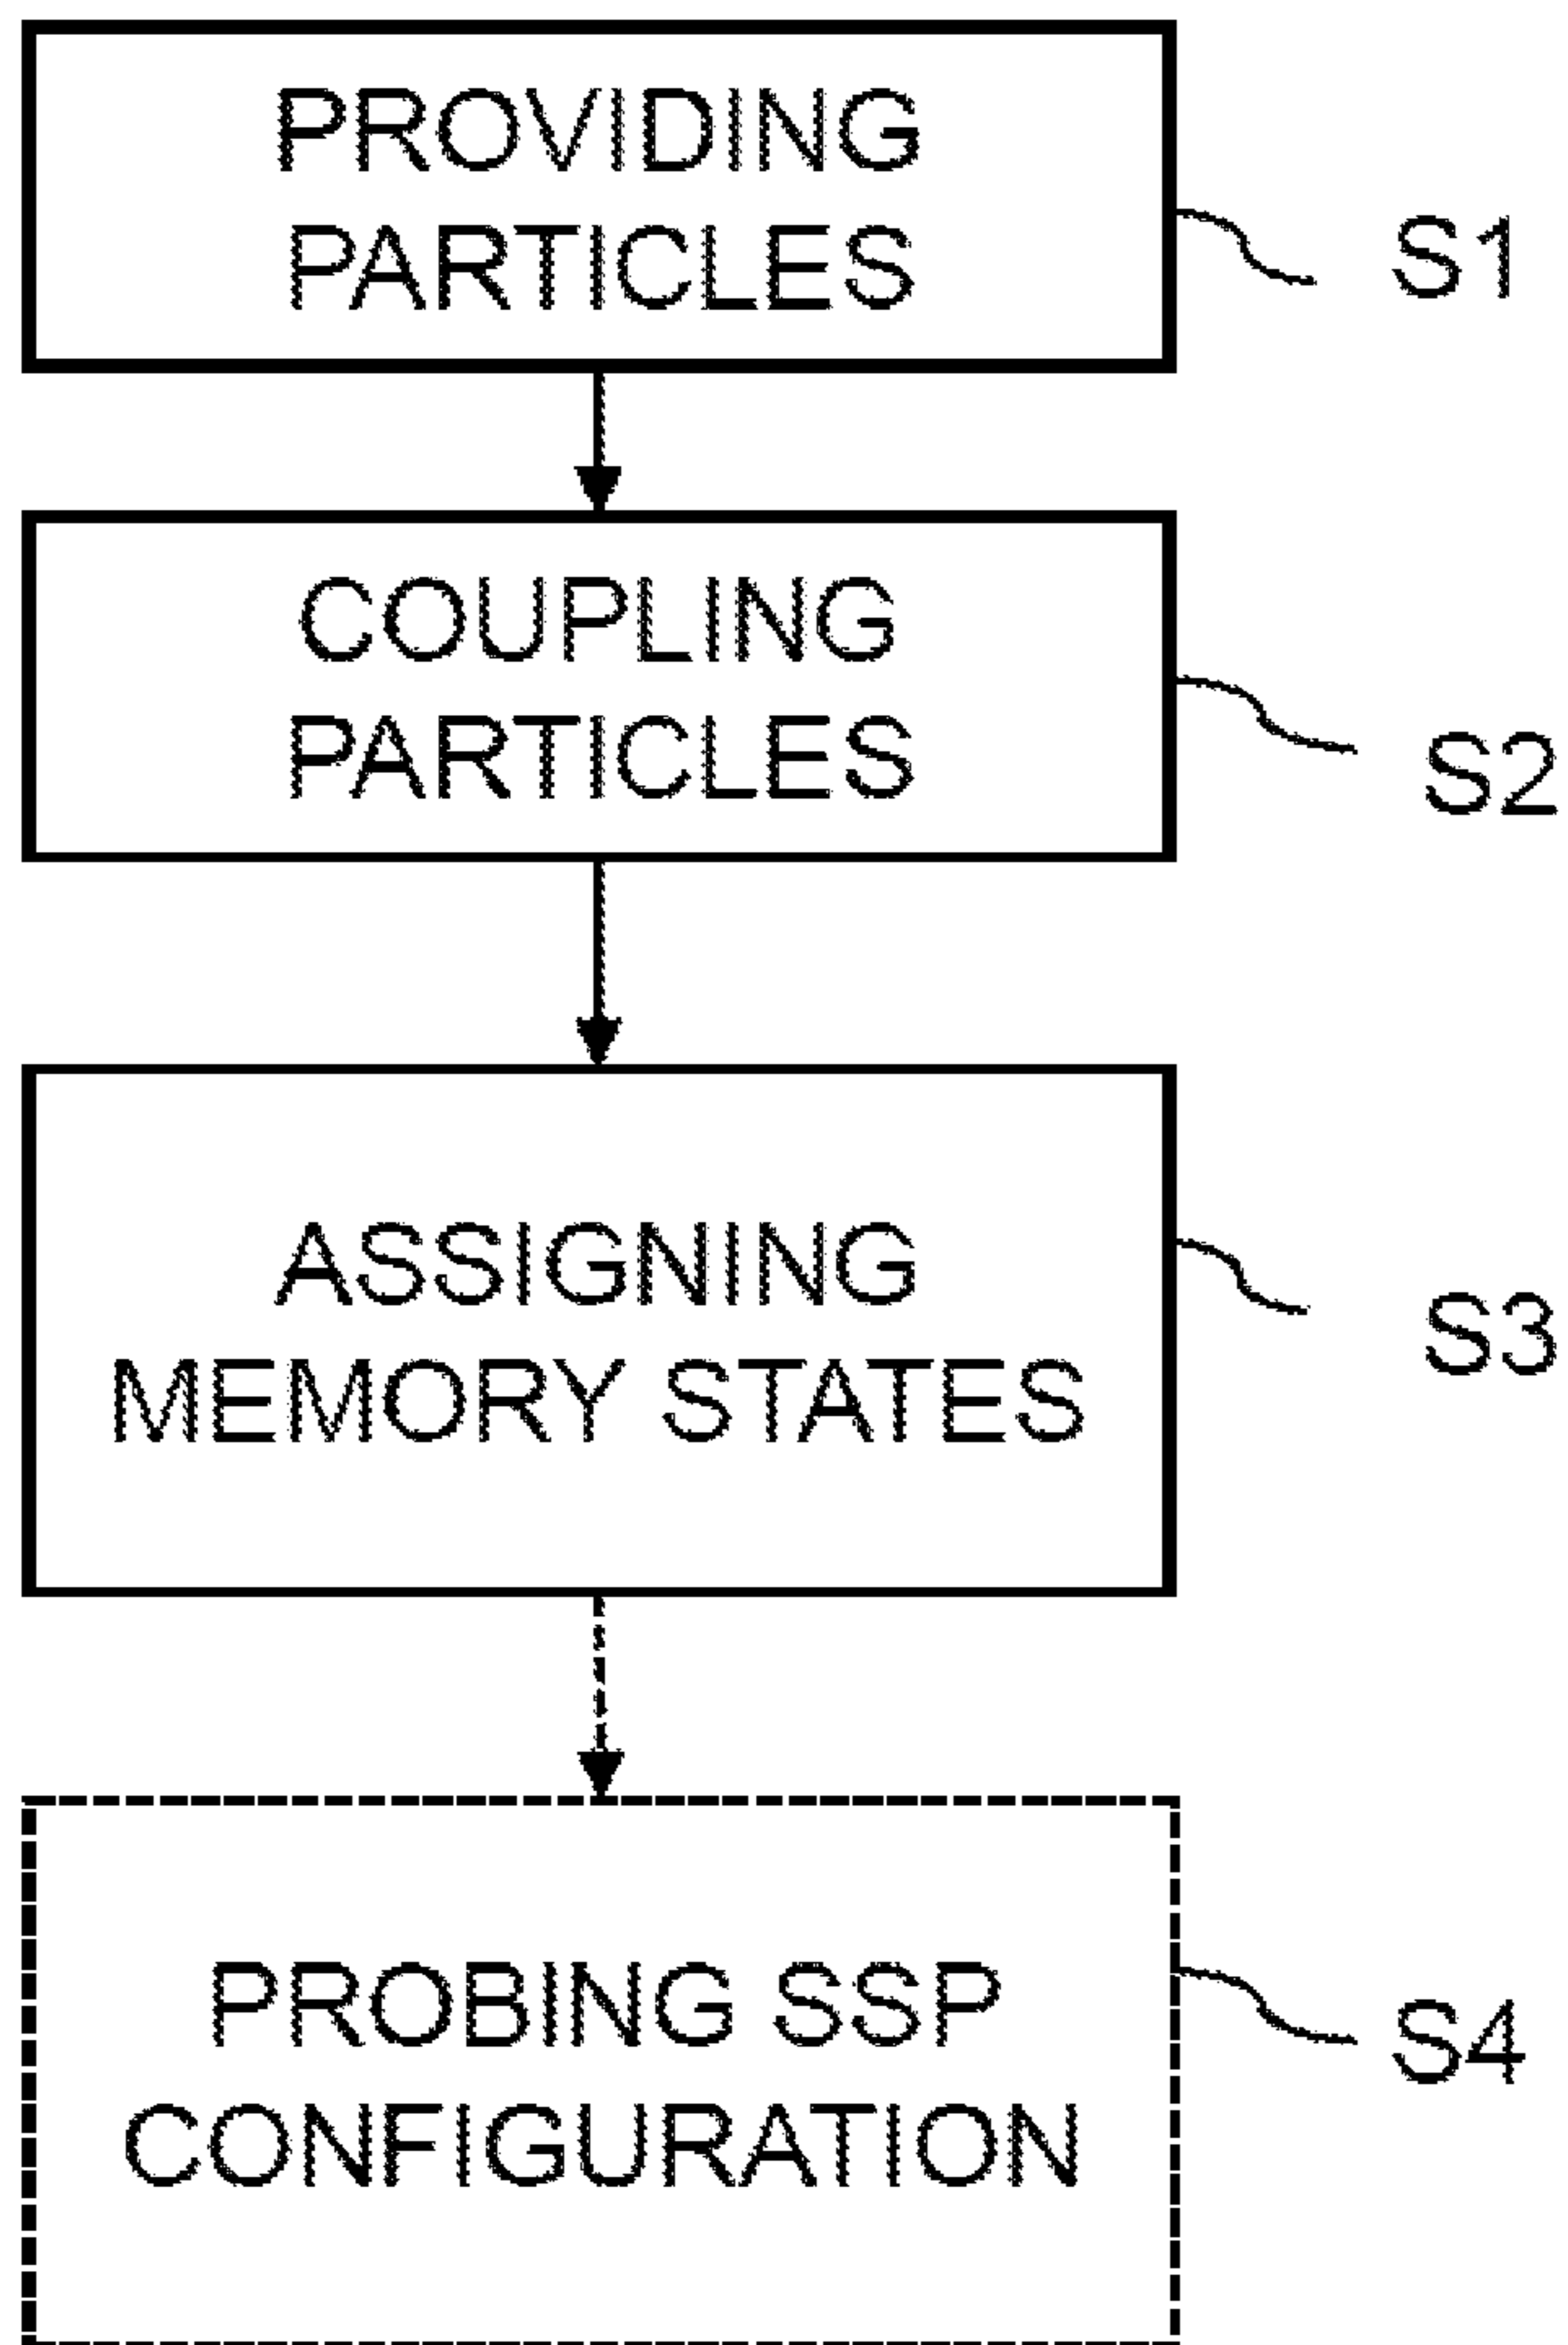 PROVIDING
PARTICLES
S1
COUPLING
PARTICLES
S2
ASSIGNING
MEMORY STATES
S3
PROBING SSP
CONFIGURATION
S4